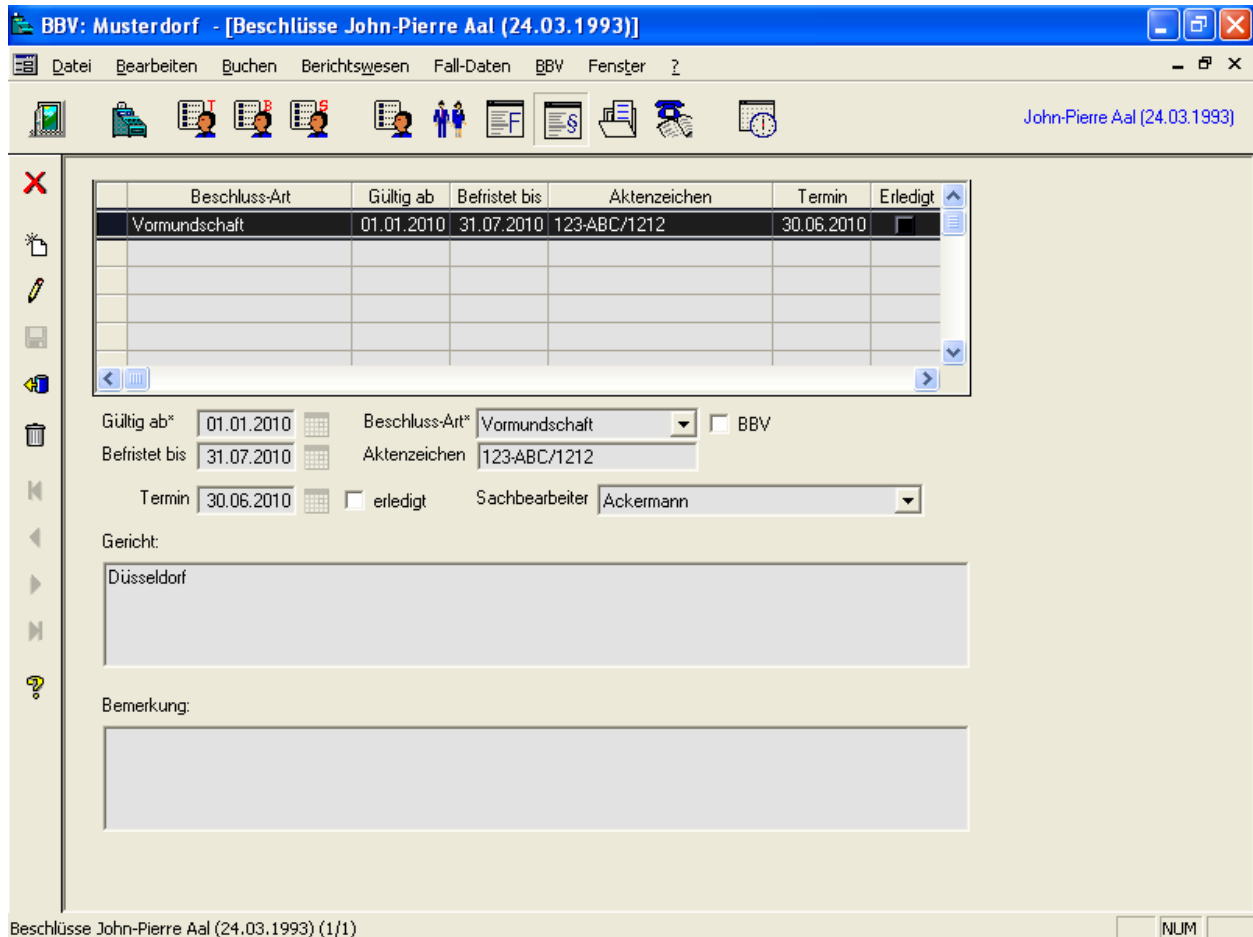 BBV: Musterdorf - [Beschlüsse John-Pierre Aal (24.03.1993)]
Datei Bearbeiten Buchen Berichtswesen Fall-Daten BBV Fenster ?
T B S F § John-Pierre Aal (24.03.1993)
Beschluss-Art Gültig ab Befristet bis Aktenzeichen Termin Erledigt
Vormundschaft 01.01.2010 31.07.2010 123-ABC/1212 30.06.2010
Gültig ab* 01.01.2010 Beschluss-Art* Vormundschaft BBV
Befristet bis 31.07.2010 Aktenzeichen 123-ABC/1212
Termin 30.06.2010 erledigt Sachbearbeiter Ackermann
Gericht:
Düsseldorf
Bemerkung:
Beschlüsse John-Pierre Aal (24.03.1993) (1/1) NUM